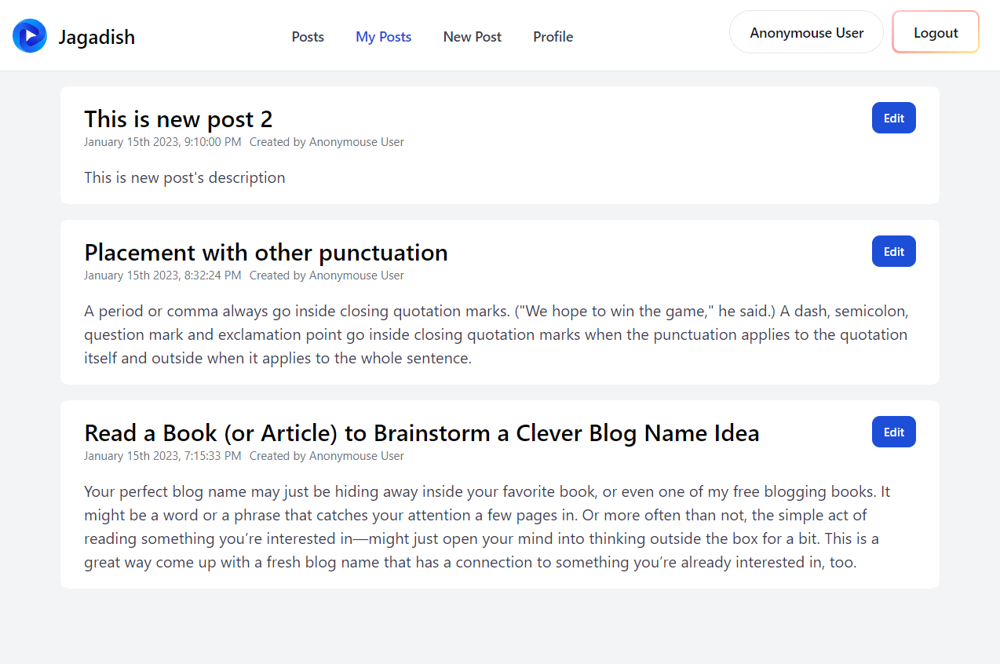 Jagadish
Posts
My Posts
New Post
Profile
Anonymouse User
Logout
This is new post 2
Edit
January 15th 2023, 9:10:00 PM Created by Anonymouse User
This is new post's description
Placement with other punctuation
Edit
January 15th 2023, 8:32:24 PM Created by Anonymouse User
A period or comma always go inside closing quotation marks. ("We hope to win the game," he said.) A dash, semicolon,
question mark and exclamation point go inside closing quotation marks when the punctuation applies to the quotation
itself and outside when it applies to the whole sentence.
Read a Book (or Article) to Brainstorm a Clever Blog Name Idea
Edit
January 15th 2023, 7:15:33 PM Created by Anonymouse User
Your perfect blog name may just be hiding away inside your favorite book, or even one of my free blogging books. It
might be a word or a phrase that catches your attention a few pages in. Or more often than not, the simple act of
reading something you’re interested in—might just open your mind into thinking outside the box for a bit. This is a
great way come up with a fresh blog name that has a connection to something you’re already interested in, too.